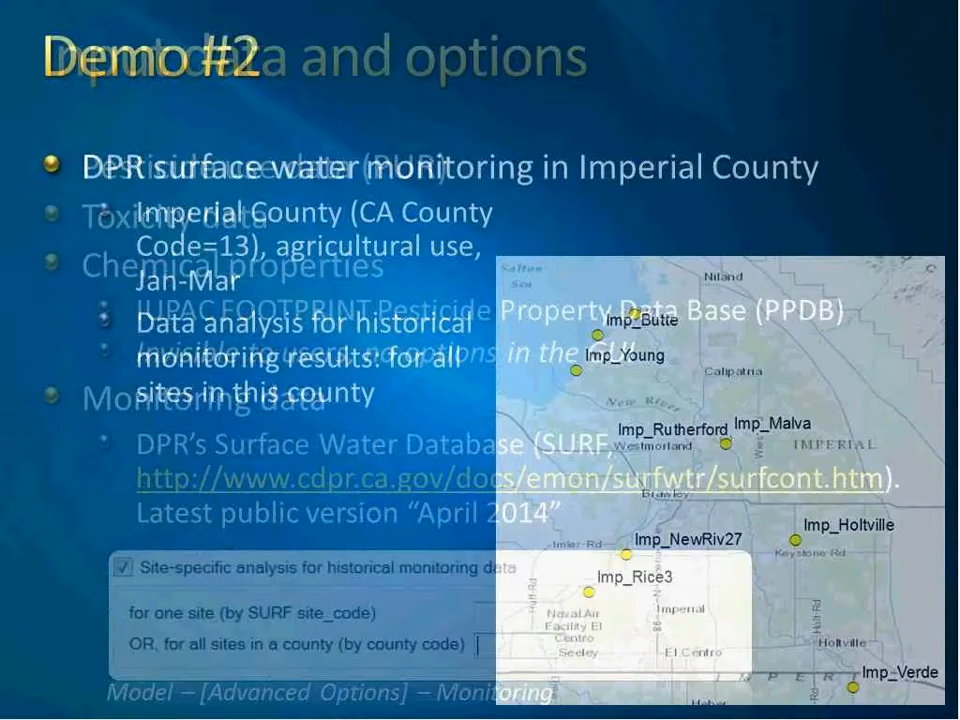 Demo #2
Input data and options
DPR surface water monitoring in Imperial County
Pesticide use data (PUR)
Imperial County (CA County
Code=13), agricultural use,
Jan-Mar
Toxicity data
Chemical properties
IUPAC FOOTPRINT Pesticide Property Data Base (PPDB)
Invisible to users, no options in the GUI
Data analysis for historical
monitoring results: for all
sites in this county
Monitoring data
DPR's Surface Water Database (SURF,
http://www.cdpr.ca.gov/docs/emon/surfwtr/surfcont.htm).
Latest public version “April 2014”
Site-specific analysis for historical monitoring data
for one site (by SURF site_code)
OR, for all sites in a county (by county code)
Model – [Advanced Options] – Monitoring
Salton
Sea
Niland
Imp_Butte
Imp_Young
Calipatria
New River
Imp_Rutherford
Imp_Malva
Westmorland
IMPERIAL
Brawley
Imp_Holtville
Imp_NewRiv27
Imler Rd
Keystone Rd
Imp_Rice3
Huff-Rd
Imperial
Naval Air
Facility El
Centro
Holt-Rd
Seeley
El Centro
Holtville
Imp_Verde
IMPERI
Heber